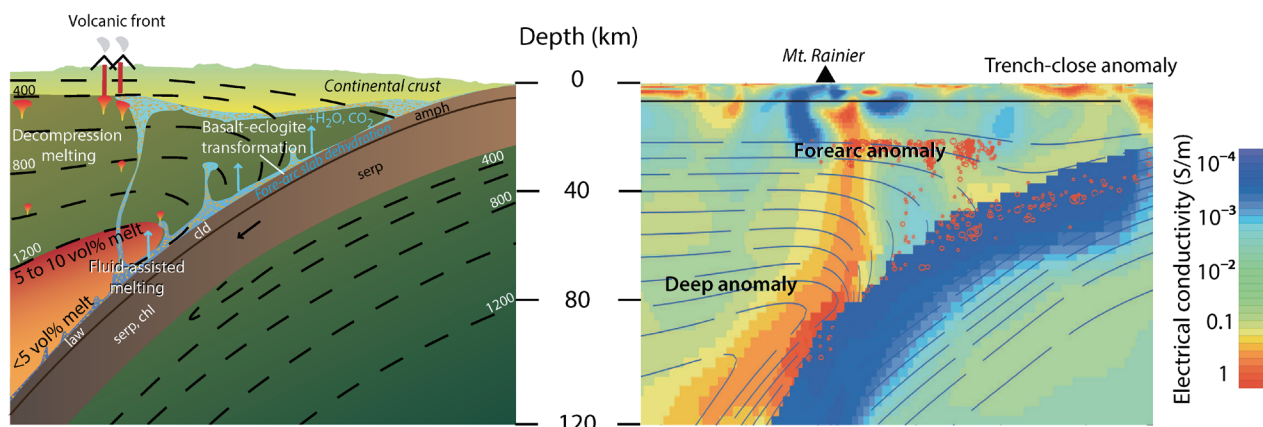 Volcanic front
400
Continental crust
Decompression
melting
Basalt-eclogite
transformation
+H₂O, CO₂
Fore-arc slab dehydration
amph
serp
400
800
800
cld
1200
5 to 10 vol% melt
Fluid-assisted
melting
<5 vol% melt
law
serp, chl
1200
Depth (km)
0
40
80
120
Mt. Rainier
Trench-close anomaly
Forearc anomaly
Deep anomaly
Electrical conductivity (S/m)
10⁻⁴
10⁻³
10⁻²
0.1
1